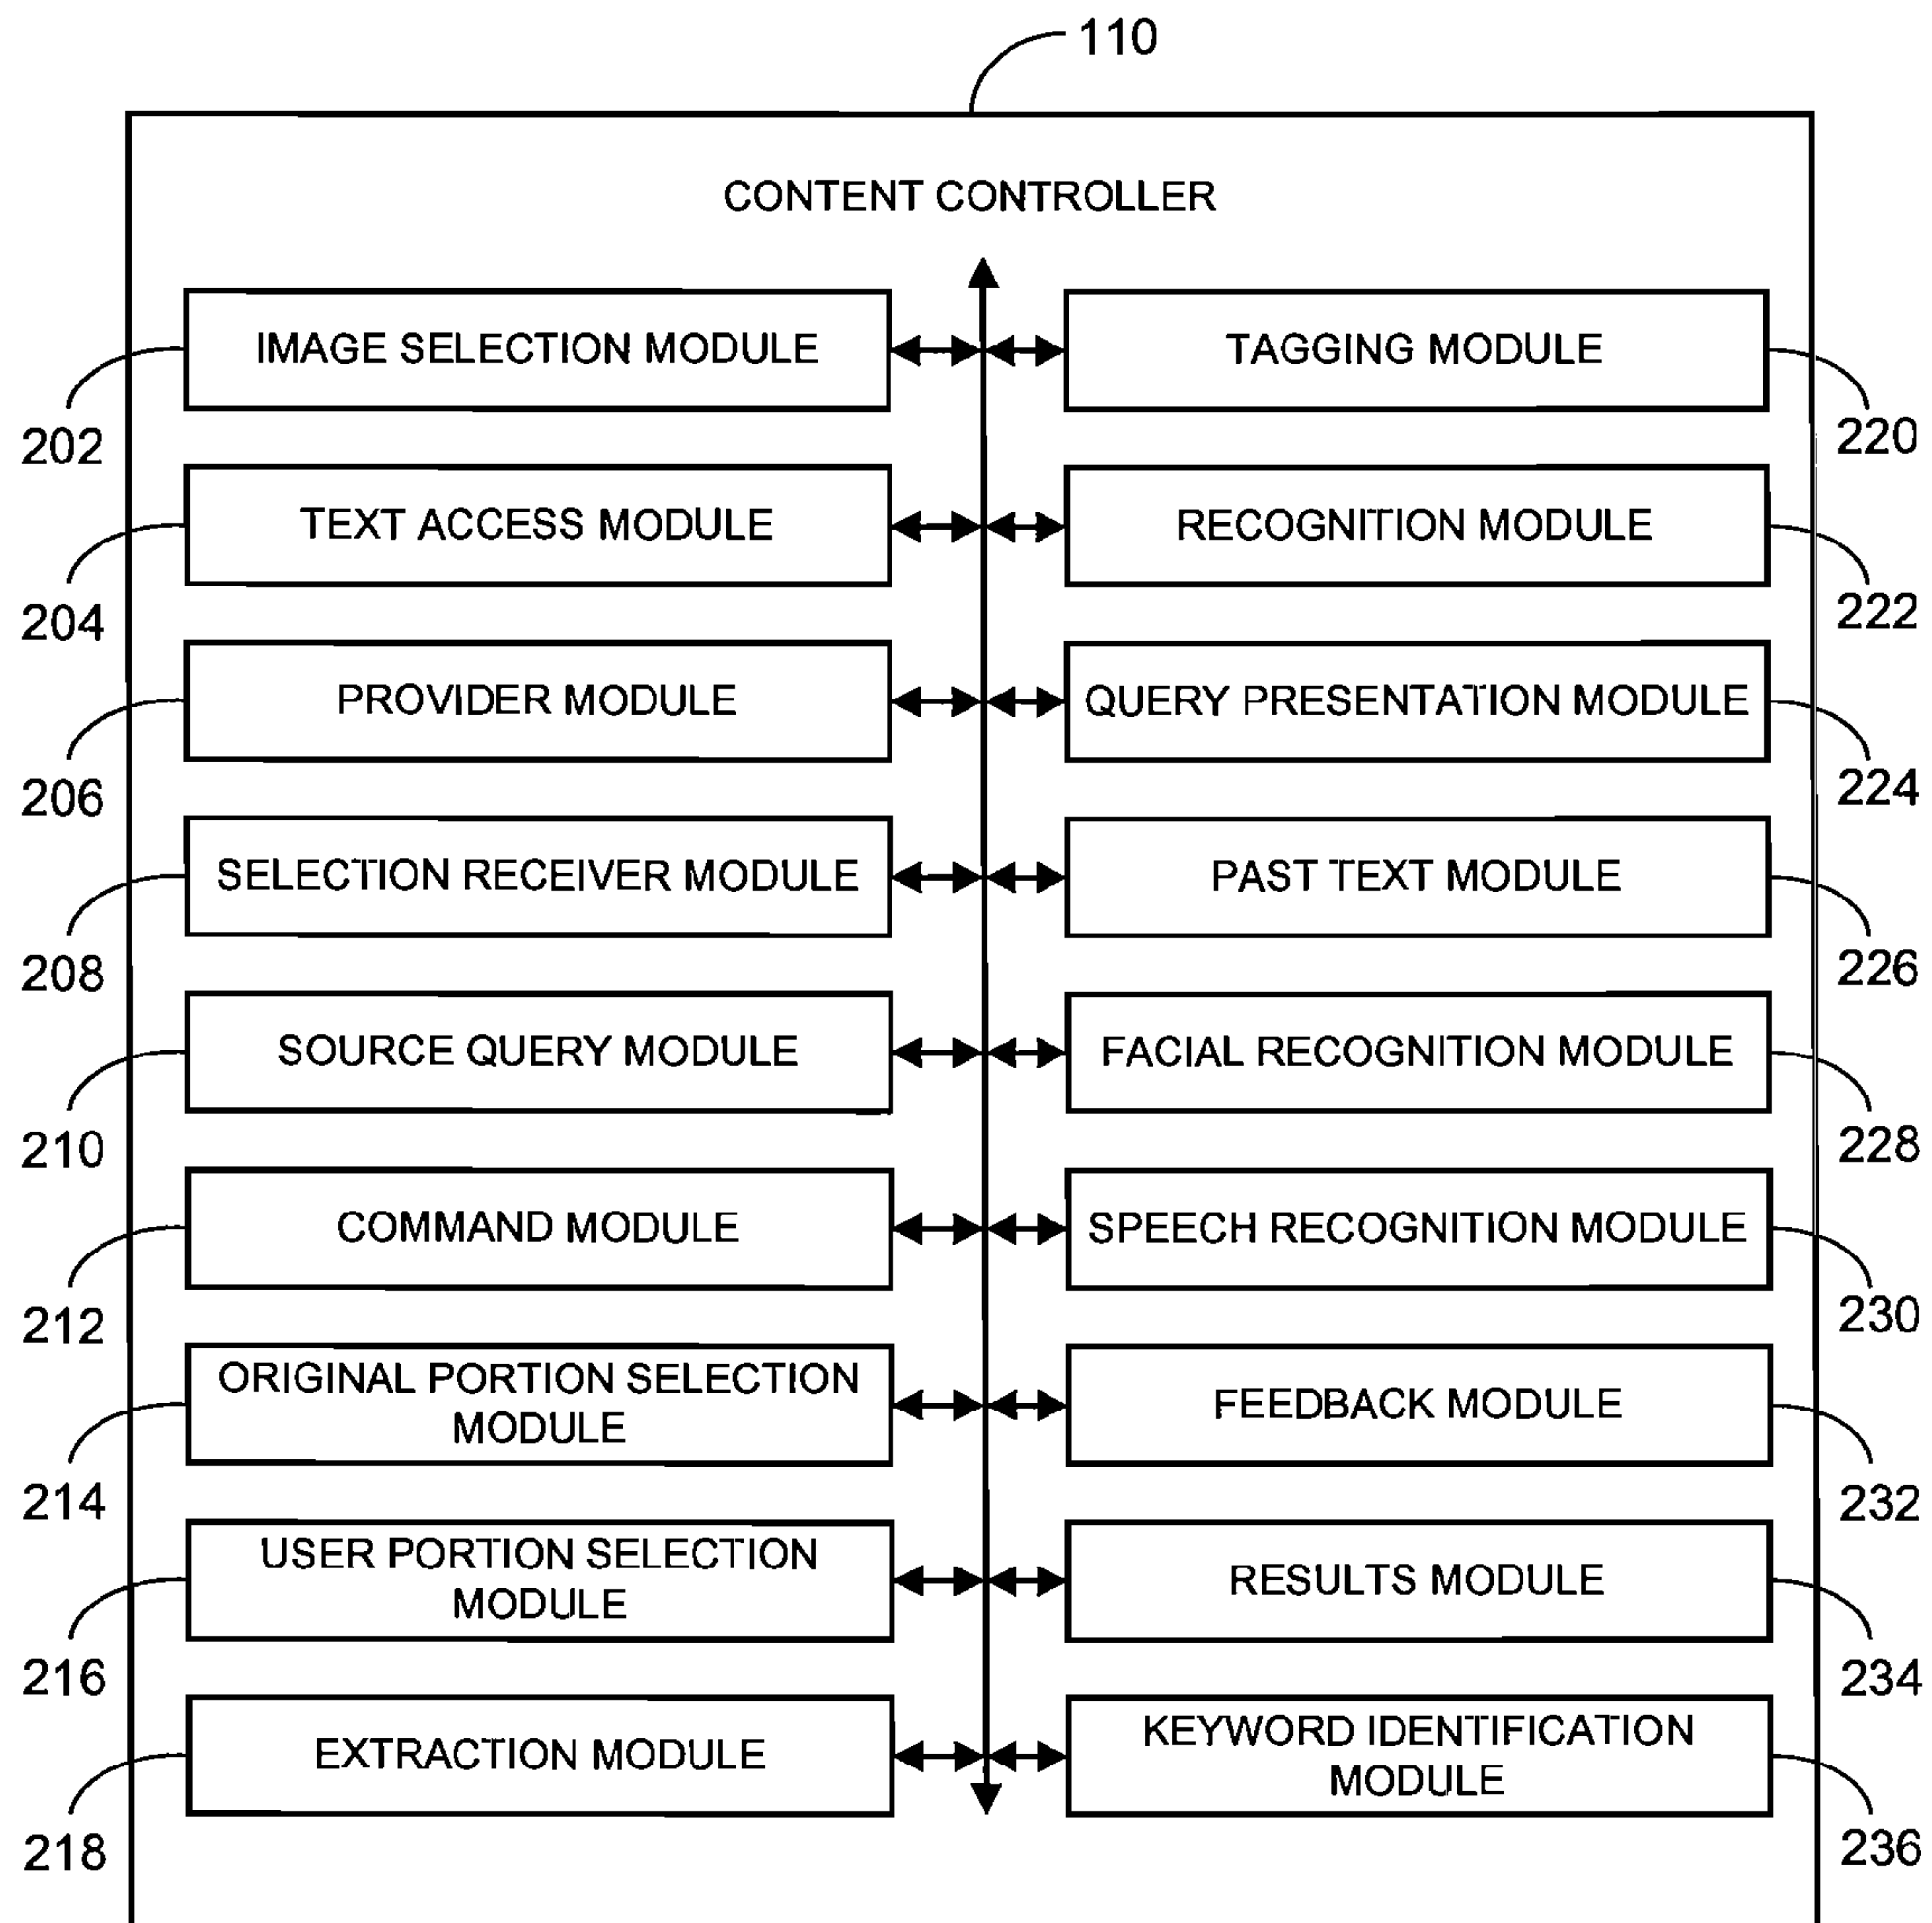 110
CONTENT CONTROLLER
IMAGE SELECTION MODULE
TAGGING MODULE
202
220
TEXT ACCESS MODULE
RECOGNITION MODULE
204
222
PROVIDER MODULE
QUERY PRESENTATION MODULE
206
224
SELECTION RECEIVER MODULE
PAST TEXT MODULE
208
226
SOURCE QUERY MODULE
FACIAL RECOGNITION MODULE
210
228
COMMAND MODULE
SPEECH RECOGNITION MODULE
212
230
ORIGINAL PORTION SELECTION
MODULE
FEEDBACK MODULE
214
232
USER PORTION SELECTION
MODULE
RESULTS MODULE
216
234
EXTRACTION MODULE
KEYWORD IDENTIFICATION
MODULE
218
236